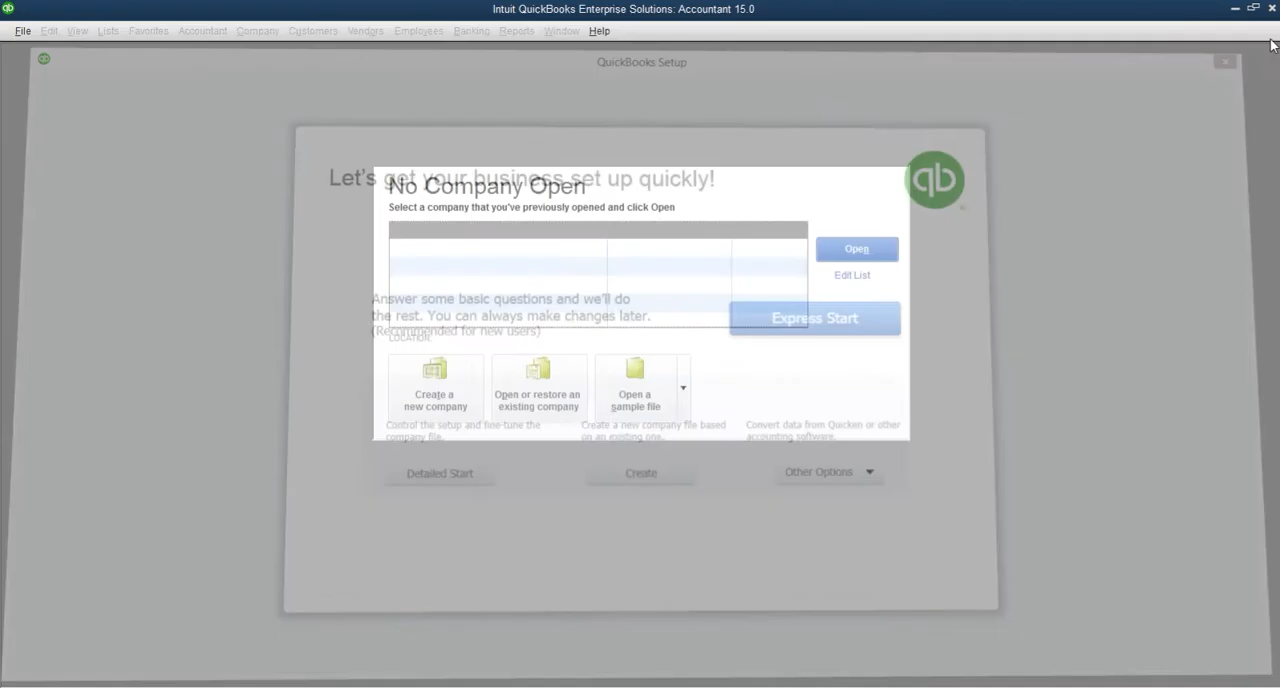 qb
Intuit QuickBooks Enterprise Solutions: Accountant 15.0
File Edit View Lists Favorites Accountant Company Customers Vendors Employees Banking Reports Window Help
qb
QuickBooks Setup
Let's get your business set up quickly!
qb
No Company Open
Select a company that you've previously opened and click Open
Open
Edit List
Answer some basic questions and we'll do
the rest. You can always make changes later.
(Recommended for new users)
Express Start
LOCATION:
Create a
new company
Open or restore an
existing company
Open a
sample file
Control the setup and fine-tune the
company file.
Create a new company file based
on an existing one.
Convert data from Quicken or other
accounting software.
Detailed Start
Create
Other Options